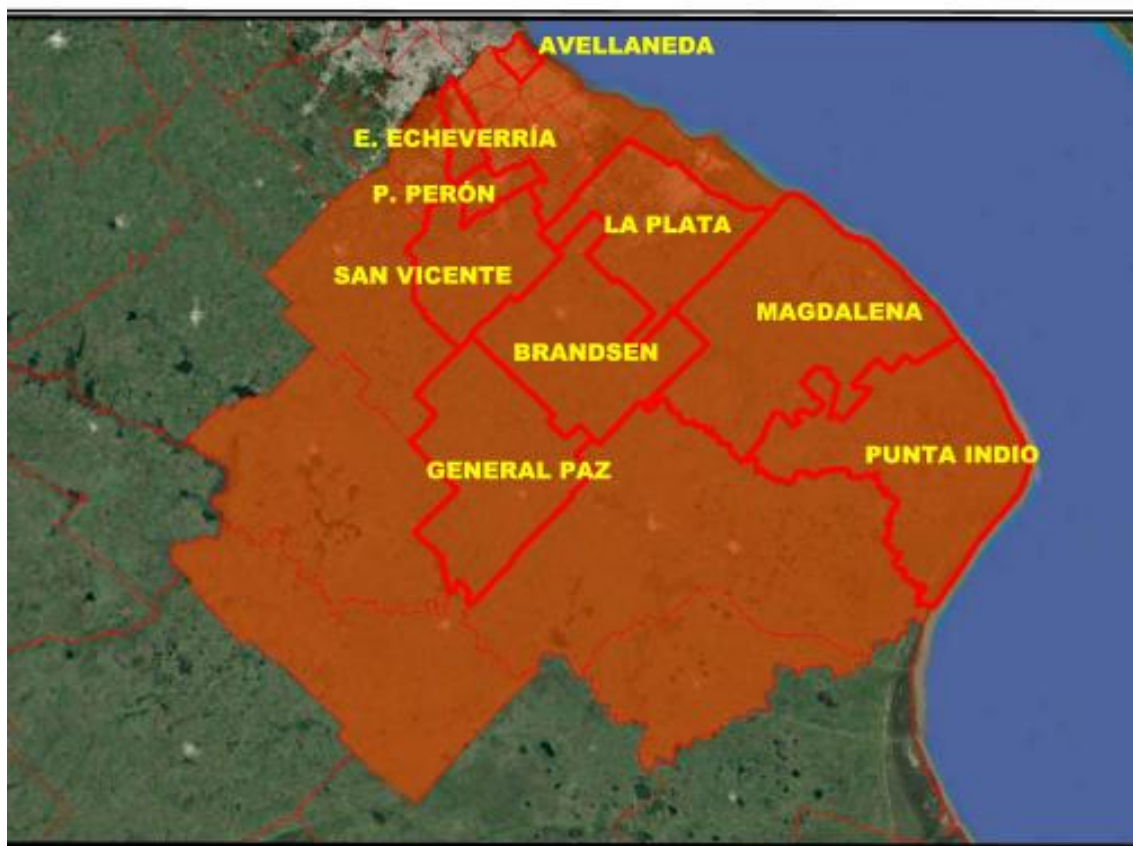 AVELLANEDA
E. ECHEVERRÍA
P. PERÓN
LA PLATA
SAN VICENTE
MAGDALENA
BRANDSEN
PUNTA INDIO
GENERAL PAZ